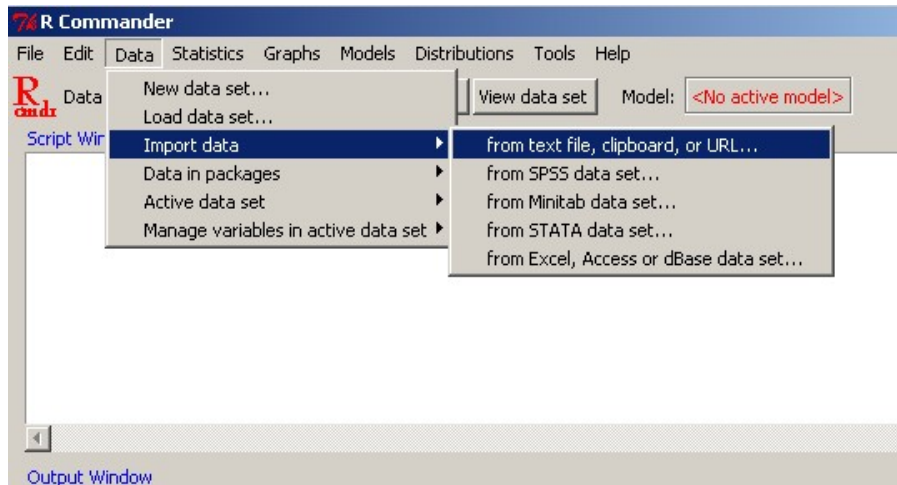 R Commander
File Edit Data Statistics Graphs Models Distributions Tools Help
R cmdr Data View data set Model: <No active model>
New data set...
Load data set...
Script Wir
Import data
Data in packages
Active data set
Manage variables in active data set
from text file, clipboard, or URL...
from SPSS data set...
from Minitab data set...
from STATA data set...
from Excel, Access or dBase data set...
Output Window